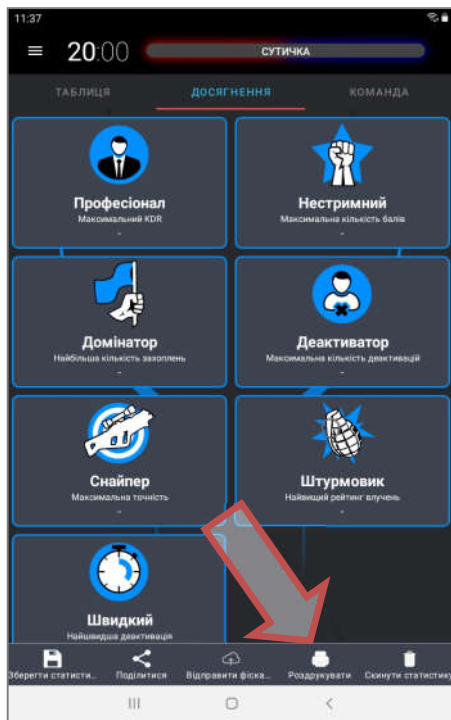 11:37
20:00 СУТИЧКА
ТАБЛИЦЯ ДОСЯГНЕННЯ КОМАНДА
Професіонал
Максимальний KDR
-
Нестримний
Максимальна кількість балів
-
Домінатор
Найбільша кількість захоплень
-
Деактиватор
Максимальна кількість деактивацій
-
Снайпер
Максимальна точність
-
Штурмовик
Найвищий рейтинг влучень
-
Швидкий
Найшвидша деактивація
Зберегти статисти... Поділитися Відправити фіска... Роздрукувати Скинути статистику